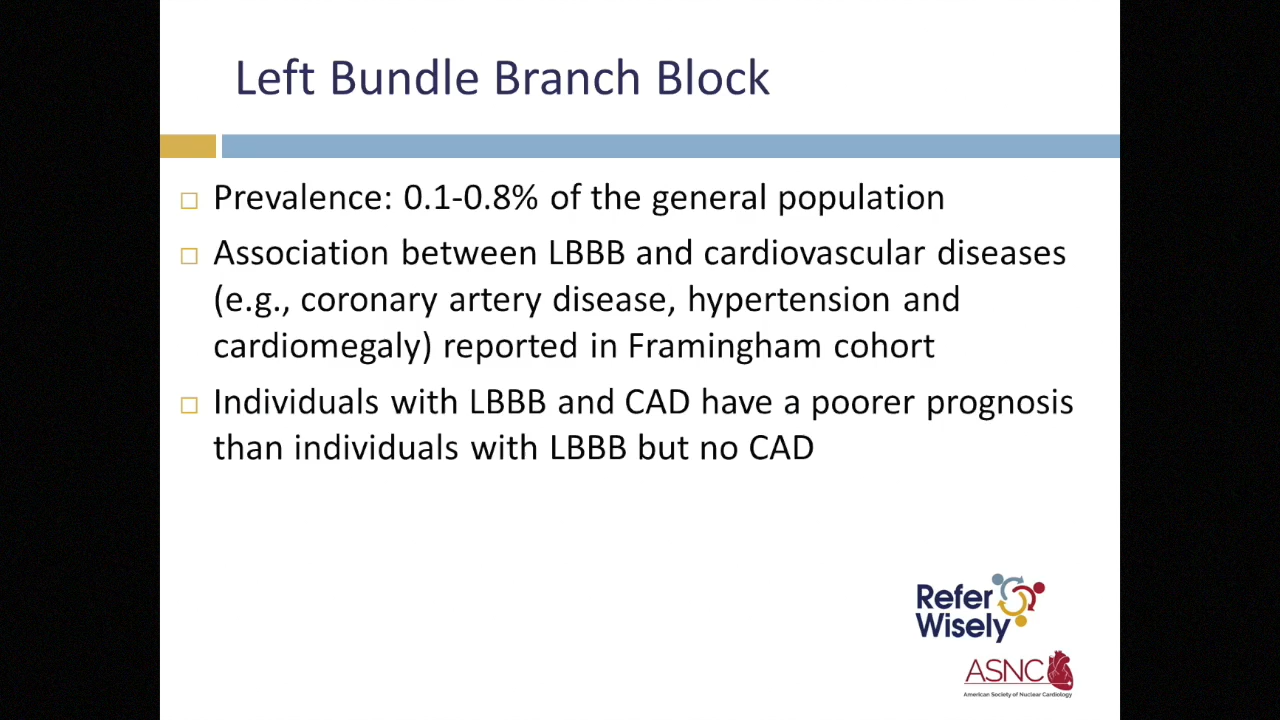 Left Bundle Branch Block
Prevalence: 0.1-0.8% of the general population
Association between LBBB and cardiovascular diseases
(e.g., coronary artery disease, hypertension and
cardiomegaly) reported in Framingham cohort
Individuals with LBBB and CAD have a poorer prognosis
than individuals with LBBB but no CAD
Refer
Wisely
ASNC
American Society of Nuclear Cardiology